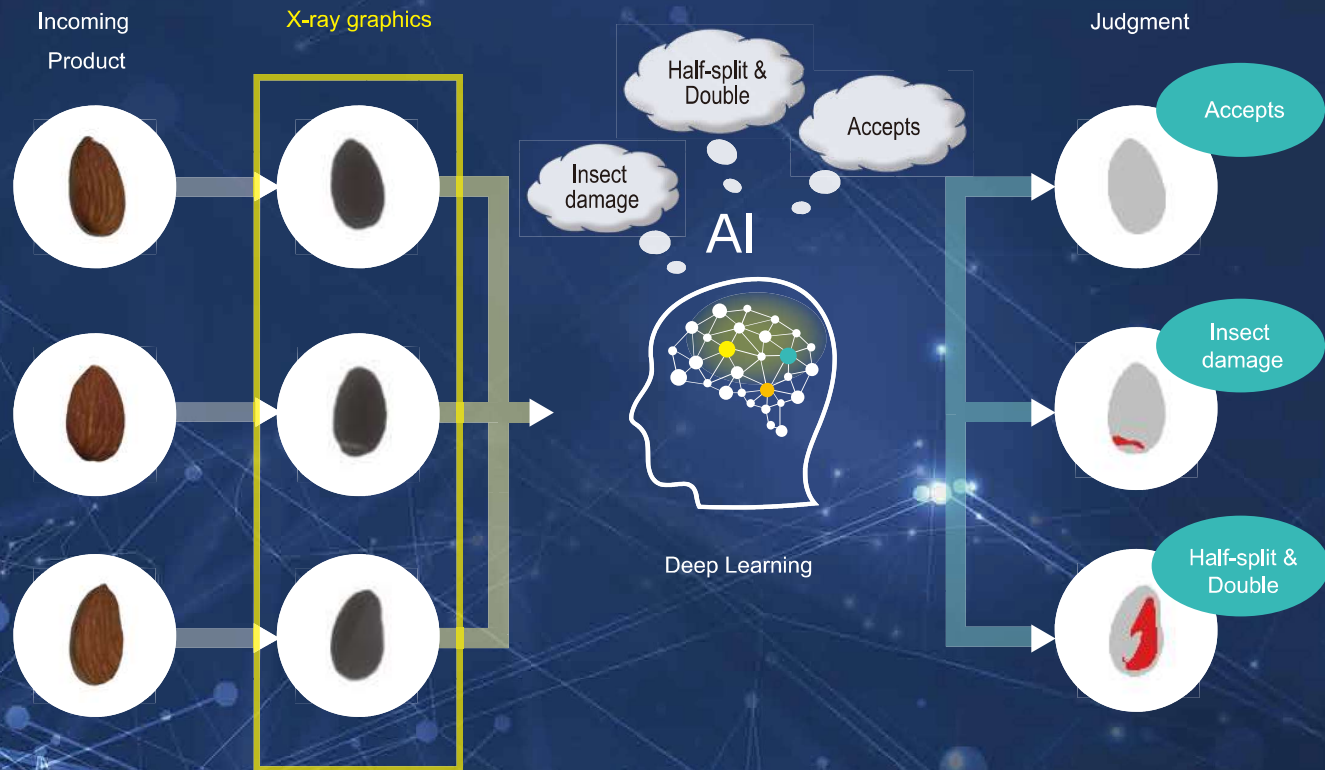 Incoming
Product
X-ray graphics
Half-split &
Double
Accepts
Insect
damage
AI
Deep Learning
Judgment
Accepts
Insect
damage
Half-split &
Double